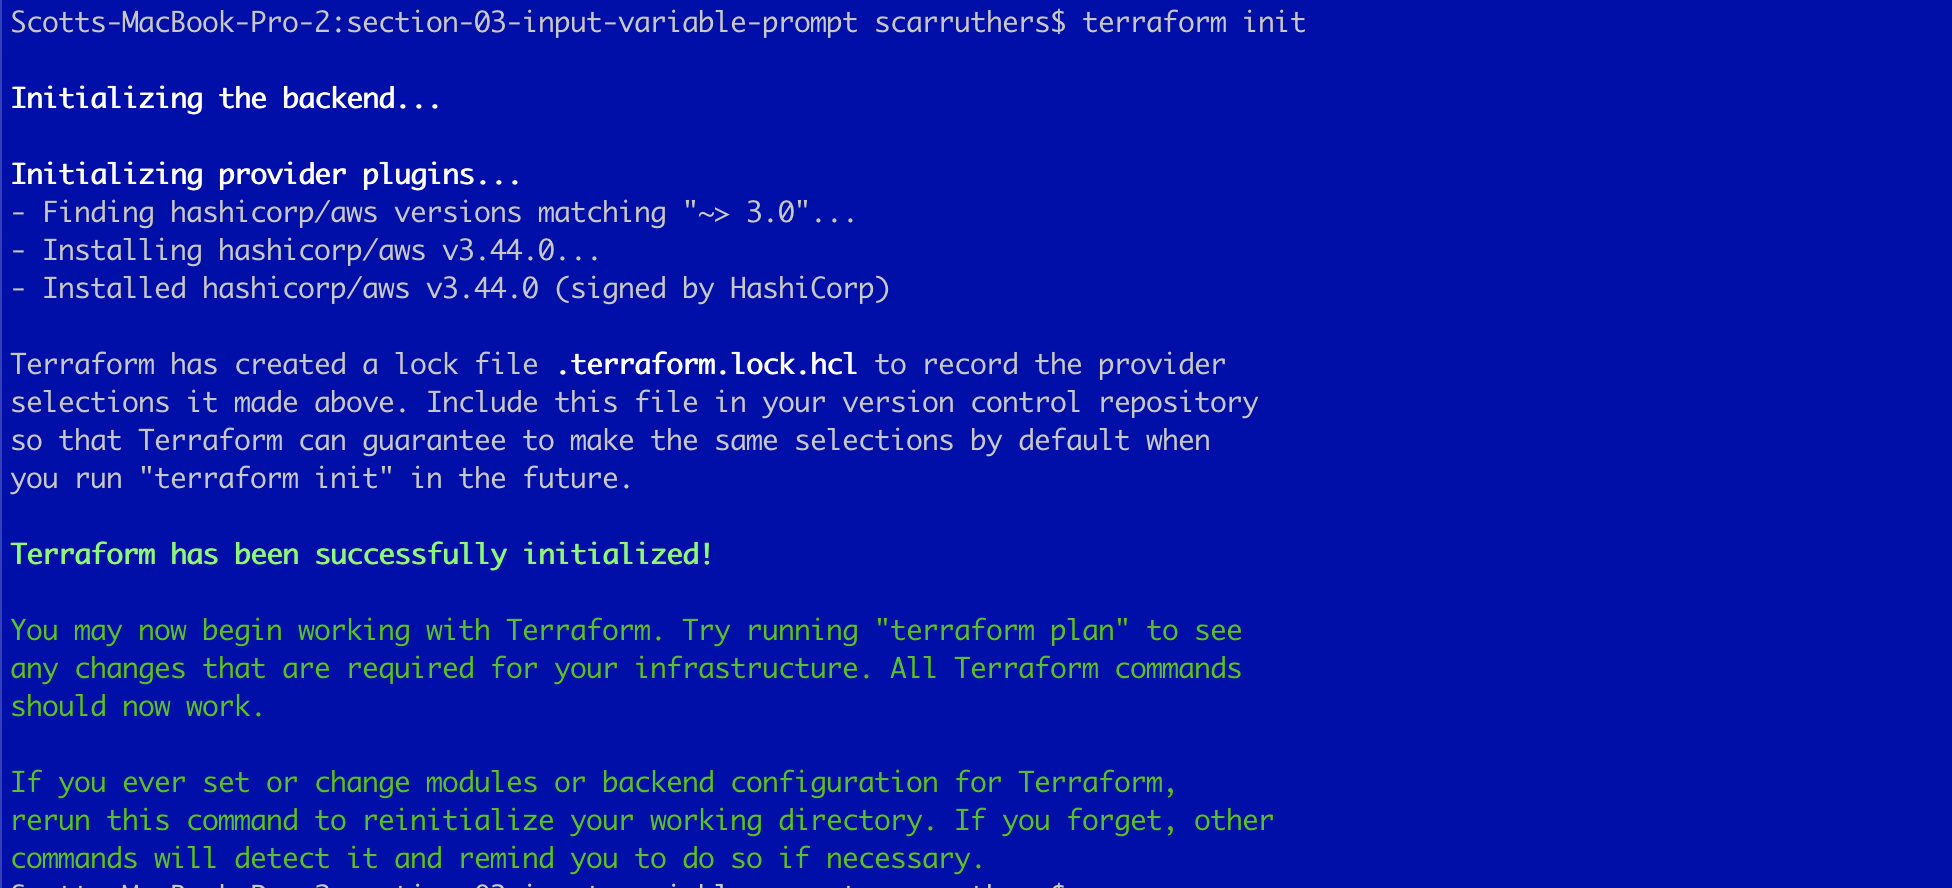 Scotts-MacBook-Pro-2:section-03-input-variable-prompt scarruthers$ terraform init
Initializing the backend...
Initializing provider plugins...
- Finding hashicorp/aws versions matching "~> 3.0"...
- Installing hashicorp/aws v3.44.0...
- Installed hashicorp/aws v3.44.0 (signed by HashiCorp)
Terraform has created a lock file .terraform.lock.hcl to record the provider
selections it made above. Include this file in your version control repository
so that Terraform can guarantee to make the same selections by default when
you run "terraform init" in the future.
Terraform has been successfully initialized!
You may now begin working with Terraform. Try running "terraform plan" to see
any changes that are required for your infrastructure. All Terraform commands
should now work.
If you ever set or change modules or backend configuration for Terraform,
rerun this command to reinitialize your working directory. If you forget, other
commands will detect it and remind you to do so if necessary.